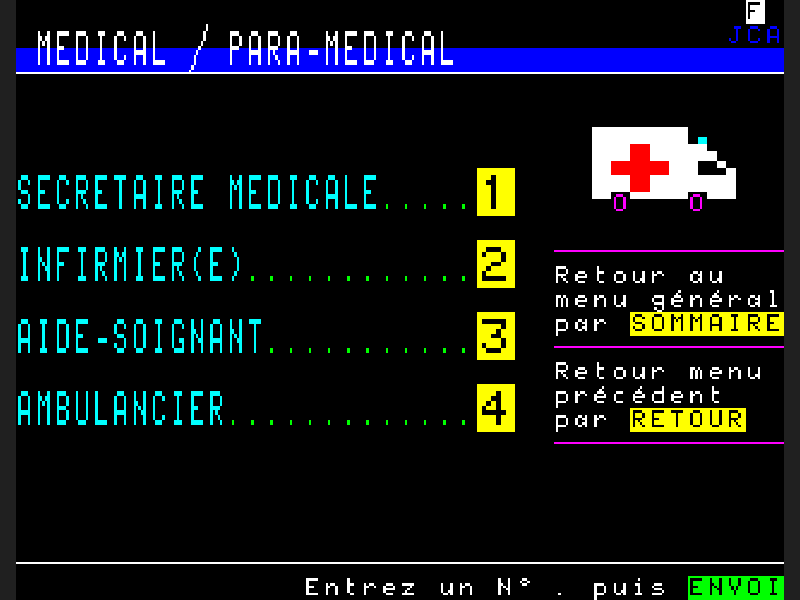 F
JCA
MEDICAL / PARA-MEDICAL
SECRETAIRE MEDICALE..... 1
INFIRMIER(E)............ 2
AIDE-SOIGNANT........... 3
AMBULANCIER............. 4
Retour au
menu général
par SOMMAIRE
Retour menu
précédent
par RETOUR
Entrez un N° . puis ENVOI